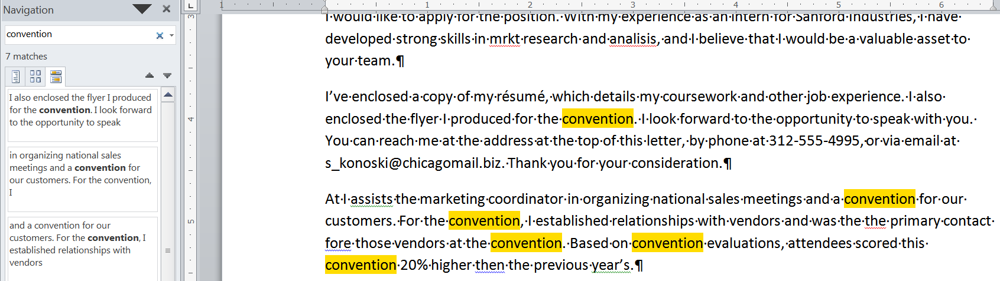 Navigation
convention
7 matches
I also enclosed the flyer I produced
for the convention. I look forward
to the opportunity to speak
in organizing national sales
meetings and a convention for
our customers. For the convention,
I
and a convention for our
customers. For the convention, I
established relationships with
vendors
1 1 2 3 4 5 6
3
4
5
I would like to apply for the position. With my experience as an intern for Sanford Industries, I have
developed strong skills in mrkt research and analisis, and I believe that I would be a valuable asset to
your team.¶
I’ve enclosed a copy of my résumé, which details my coursework and other job experience. I also
enclosed the flyer I produced for the convention. I look forward to the opportunity to speak with you.
You can reach me at the address at the top of this letter, by phone at 312-555-4995, or via email at
s_konoski@chicagomail.biz. Thank you for your consideration.¶
At I assists the marketing coordinator in organizing national sales meetings and a convention for our
customers. For the convention, I established relationships with vendors and was the the primary contact
fore those vendors at the convention. Based on convention evaluations, attendees scored this
convention 20% higher then the previous year’s.¶